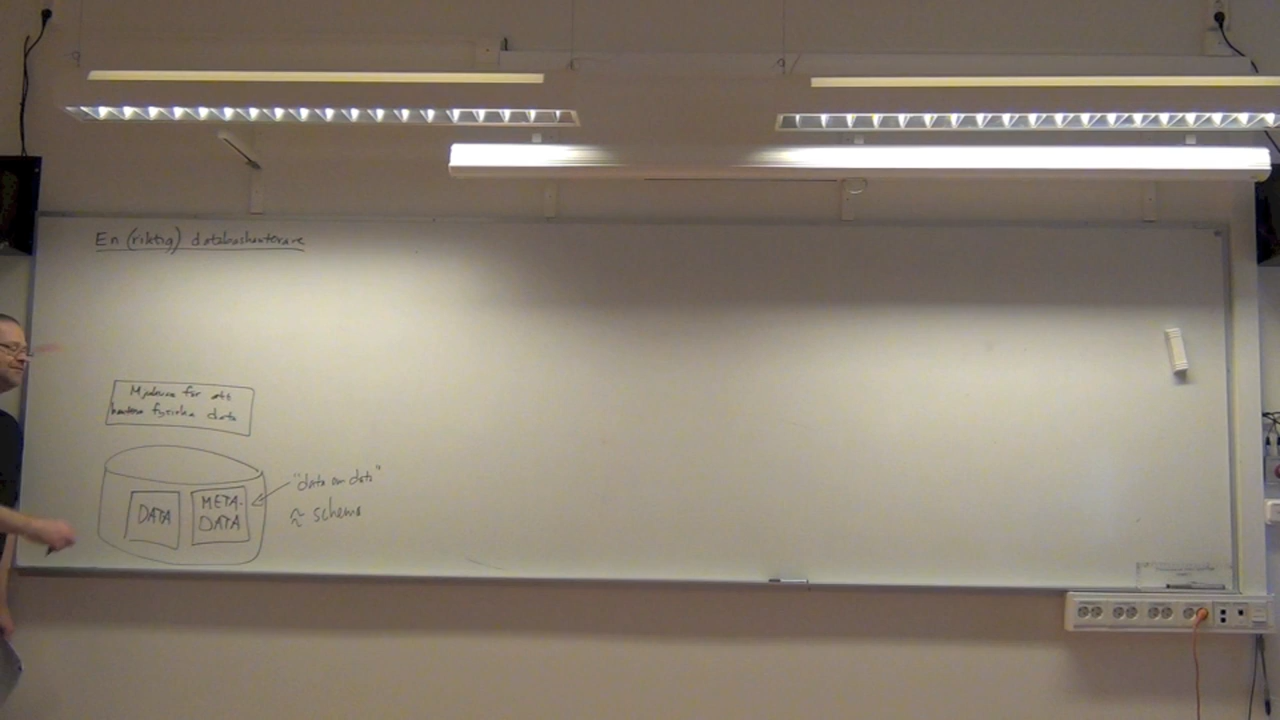 En (riktig) databashanterare
Mjukvara för att
hantera fysiska data
DATA
META-
DATA
"data om data"
≈ schema